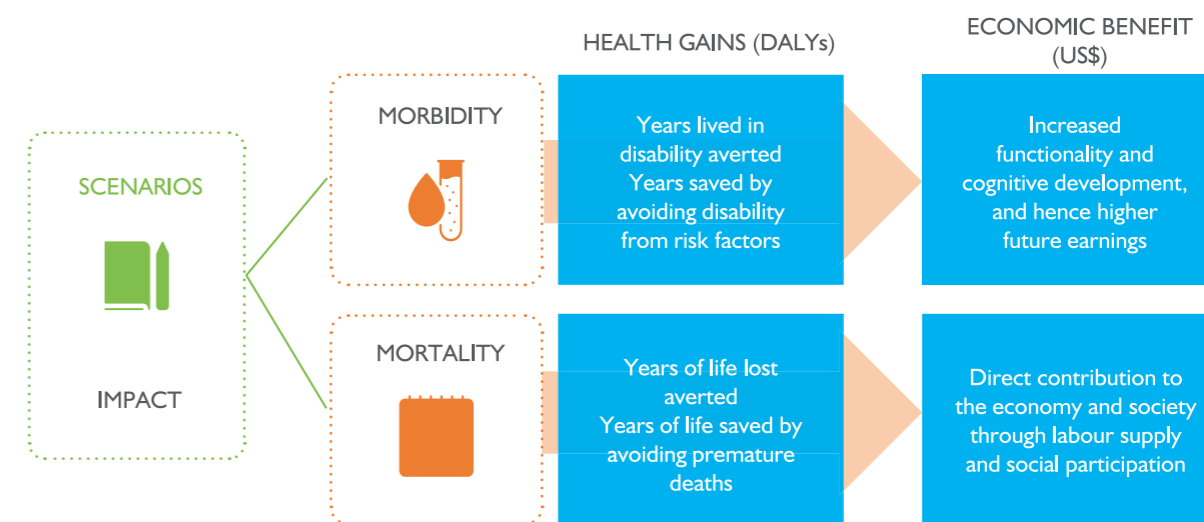 HEALTH GAINS (DALYs)
ECONOMIC BENEFIT
(US$)
SCENARIOS
IMPACT
MORBIDITY
Years lived in
disability averted
Years saved by
avoiding disability
from risk factors
Increased
functionality and
cognitive development,
and hence higher
future earnings
MORTALITY
Years of life lost
averted
Years of life saved by
avoiding premature
deaths
Direct contribution to
the economy and society
through labour supply
and social participation